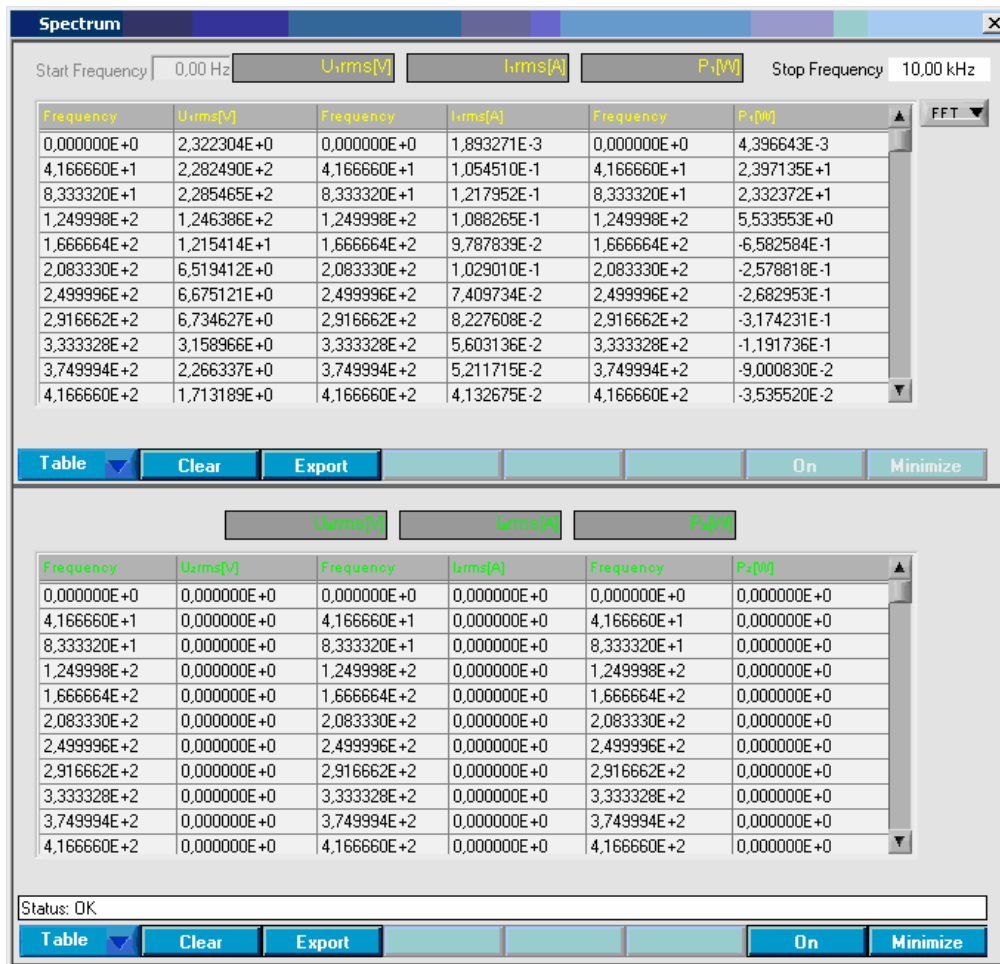 Spectrum
Start Frequency 0,00 Hz U₁rms[V] I₁rms[A] P₁[W] Stop Frequency 10,00 kHz
Frequency U₁rms[V] Frequency I₁rms[A] Frequency P₁[W] FFT
0,000000E+0 2,322304E+0 0,000000E+0 1,893271E-3 0,000000E+0 4,396643E-3
4,166660E+1 2,282490E+2 4,166660E+1 1,054510E-1 4,166660E+1 2,397135E+1
8,333320E+1 2,285465E+2 8,333320E+1 1,217952E-1 8,333320E+1 2,332372E+1
1,249998E+2 1,246386E+2 1,249998E+2 1,088265E-1 1,249998E+2 5,533553E+0
1,666664E+2 1,215414E+1 1,666664E+2 9,787839E-2 1,666664E+2 -6,582584E-1
2,083330E+2 6,519412E+0 2,083330E+2 1,029010E-1 2,083330E+2 -2,578818E-1
2,499996E+2 6,675121E+0 2,499996E+2 7,409734E-2 2,499996E+2 -2,682953E-1
2,916662E+2 6,734627E+0 2,916662E+2 8,227608E-2 2,916662E+2 -3,174231E-1
3,333328E+2 3,158966E+0 3,333328E+2 5,603136E-2 3,333328E+2 -1,191736E-1
3,749994E+2 2,266337E+0 3,749994E+2 5,211715E-2 3,749994E+2 -9,000830E-2
4,166660E+2 1,713189E+0 4,166660E+2 4,132675E-2 4,166660E+2 -3,535520E-2
Table Clear Export On Minimize
U₂rms[V] I₂rms[A] P₂[W]
Frequency U₂rms[V] Frequency I₂rms[A] Frequency P₂[W]
0,000000E+0 0,000000E+0 0,000000E+0 0,000000E+0 0,000000E+0 0,000000E+0
4,166660E+1 0,000000E+0 4,166660E+1 0,000000E+0 4,166660E+1 0,000000E+0
8,333320E+1 0,000000E+0 8,333320E+1 0,000000E+0 8,333320E+1 0,000000E+0
1,249998E+2 0,000000E+0 1,249998E+2 0,000000E+0 1,249998E+2 0,000000E+0
1,666664E+2 0,000000E+0 1,666664E+2 0,000000E+0 1,666664E+2 0,000000E+0
2,083330E+2 0,000000E+0 2,083330E+2 0,000000E+0 2,083330E+2 0,000000E+0
2,499996E+2 0,000000E+0 2,499996E+2 0,000000E+0 2,499996E+2 0,000000E+0
2,916662E+2 0,000000E+0 2,916662E+2 0,000000E+0 2,916662E+2 0,000000E+0
3,333328E+2 0,000000E+0 3,333328E+2 0,000000E+0 3,333328E+2 0,000000E+0
3,749994E+2 0,000000E+0 3,749994E+2 0,000000E+0 3,749994E+2 0,000000E+0
4,166660E+2 0,000000E+0 4,166660E+2 0,000000E+0 4,166660E+2 0,000000E+0
Status: OK
Table Clear Export On Minimize